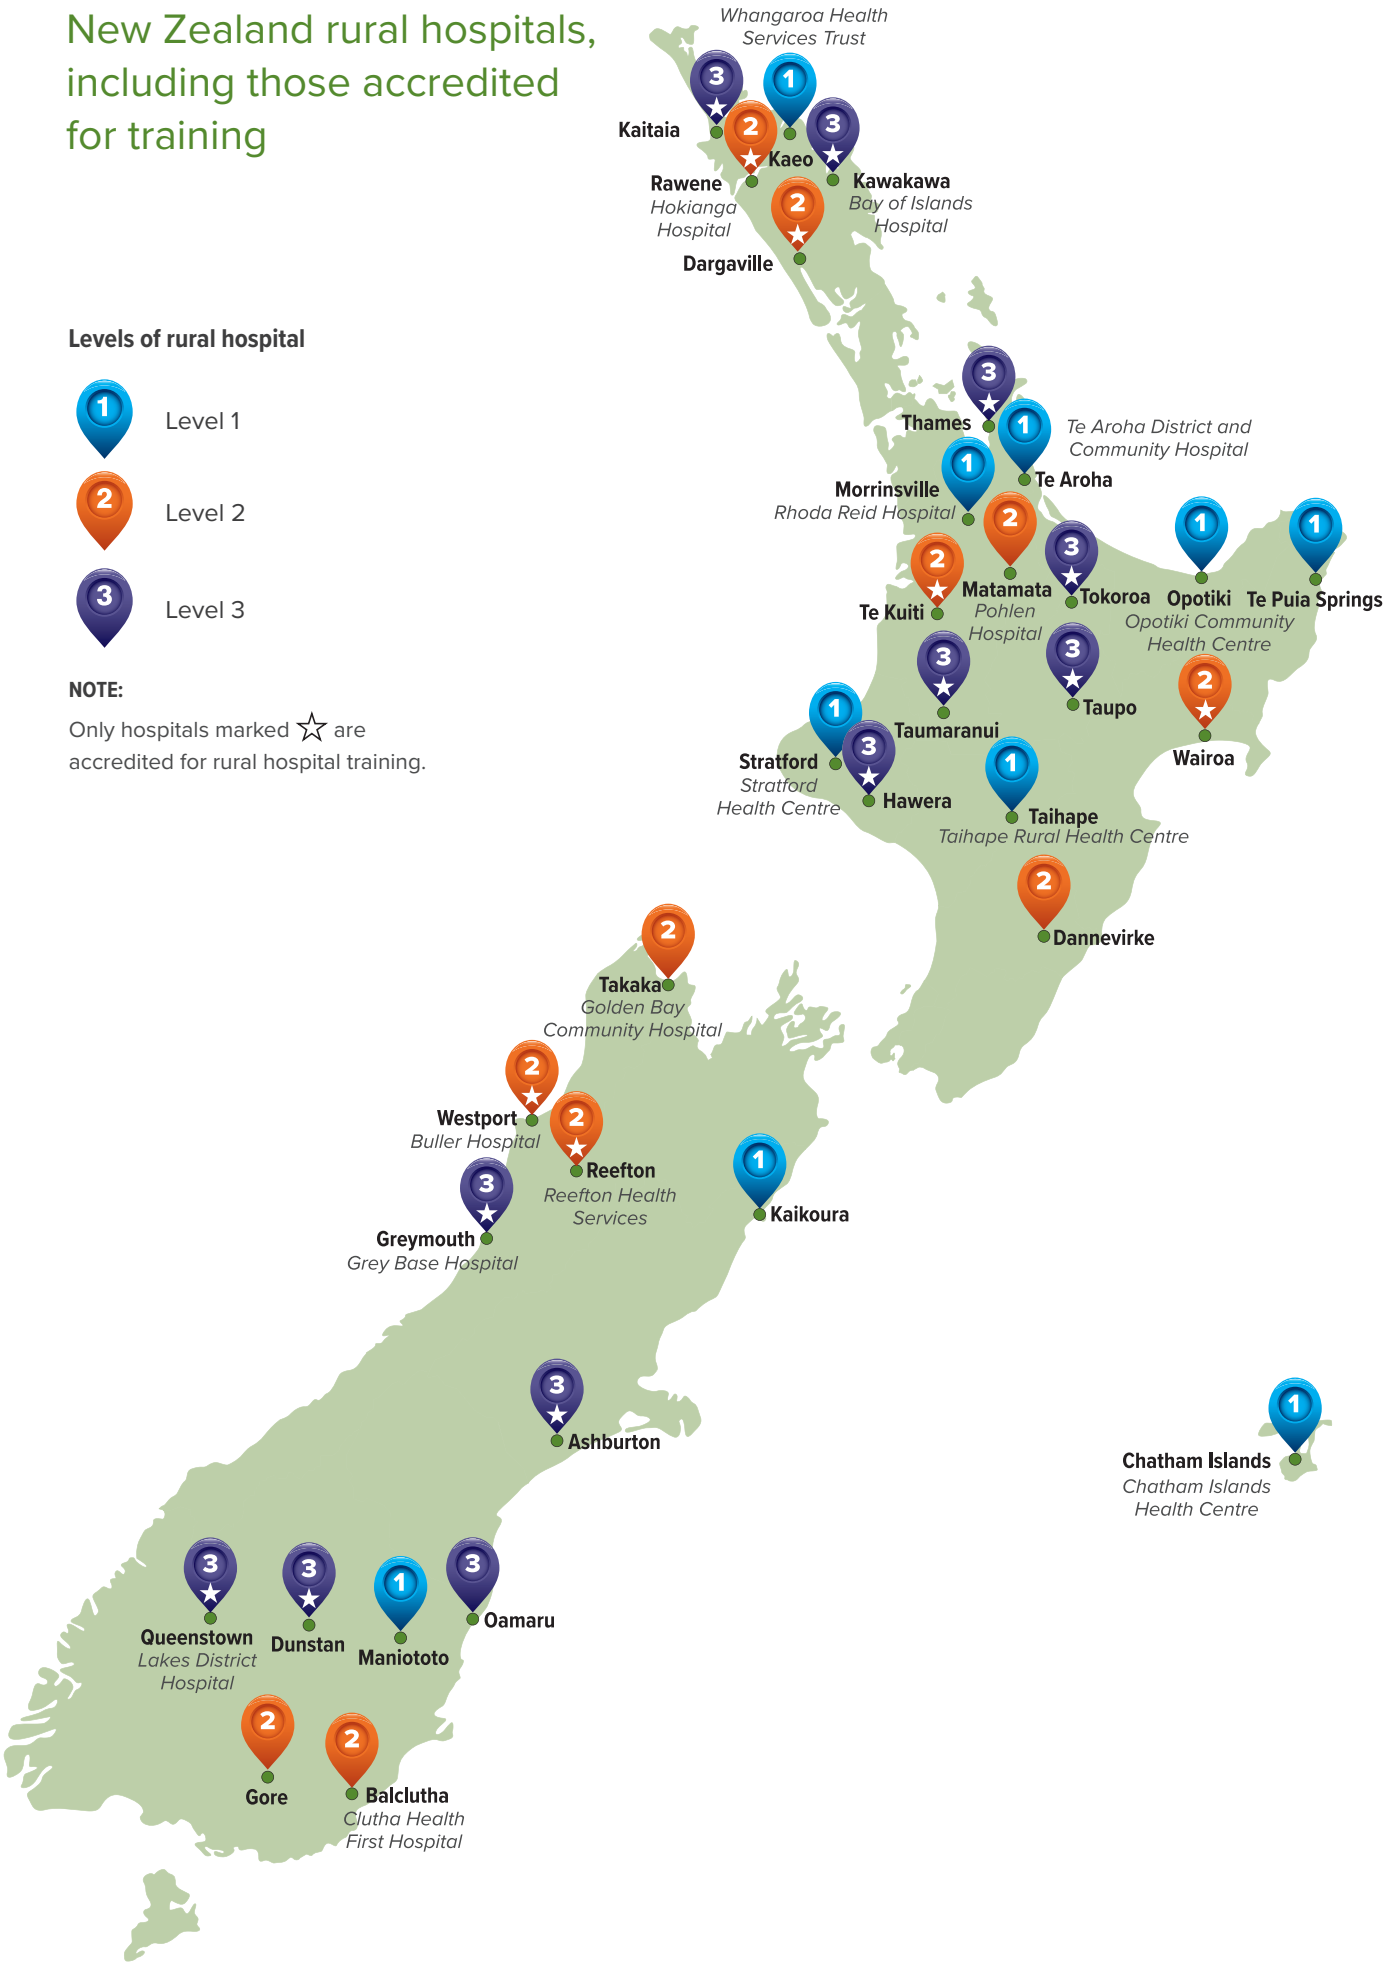 New Zealand rural hospitals,
including those accredited
for training
Levels of rural hospital
1
Level 1
2
Level 2
3
Level 3
NOTE:
Only hospitals marked ☆ are
accredited for rural hospital training.
Whangaroa Health
Services Trust
3
1
Kaitaia
2
Kaeo
3
Rawene
Hokianga
Hospital
Kawakawa
Bay of Islands
Hospital
2
Dargaville
3
Thames
1
Te Aroha District and
Community Hospital
Te Aroha
1
Morrinsville
Rhoda Reid Hospital
2
Matamata
Pohlen
Hospital
3
Tokoroa
1
Opotiki
Opotiki Community
Health Centre
1
Te Puia Springs
2
Te Kuiti
3
Taumaranui
3
Taupo
2
Wairoa
1
Stratford
Stratford
Health Centre
3
Hawera
1
Taihape
Taihape Rural Health Centre
2
Dannevirke
2
Takaka
Golden Bay
Community Hospital
2
Westport
Buller Hospital
2
Reefton
Reefton Health
Services
3
Greymouth
Grey Base Hospital
1
Kaikoura
3
Ashburton
1
Chatham Islands
Chatham Islands
Health Centre
3
Queenstown
Lakes District
Hospital
3
Dunstan
1
Maniototo
3
Oamaru
2
Gore
2
Balclutha
Clutha Health
First Hospital